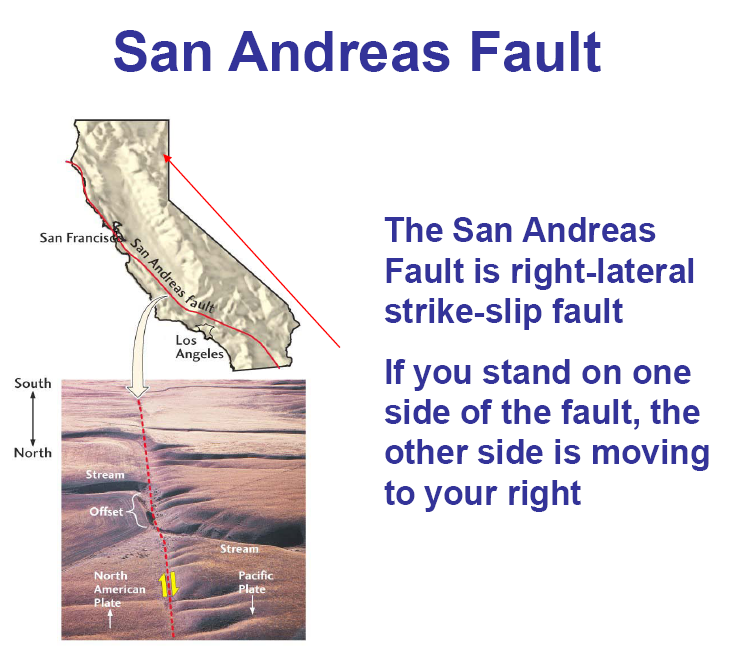 San Andreas Fault
San Francisco
San Andreas fault
Los
Angeles
The San Andreas
Fault is right-lateral
strike-slip fault
If you stand on one
side of the fault, the
other side is moving
to your right
South
North
Stream
Offset
Stream
North
American
Plate
Pacific
Plate